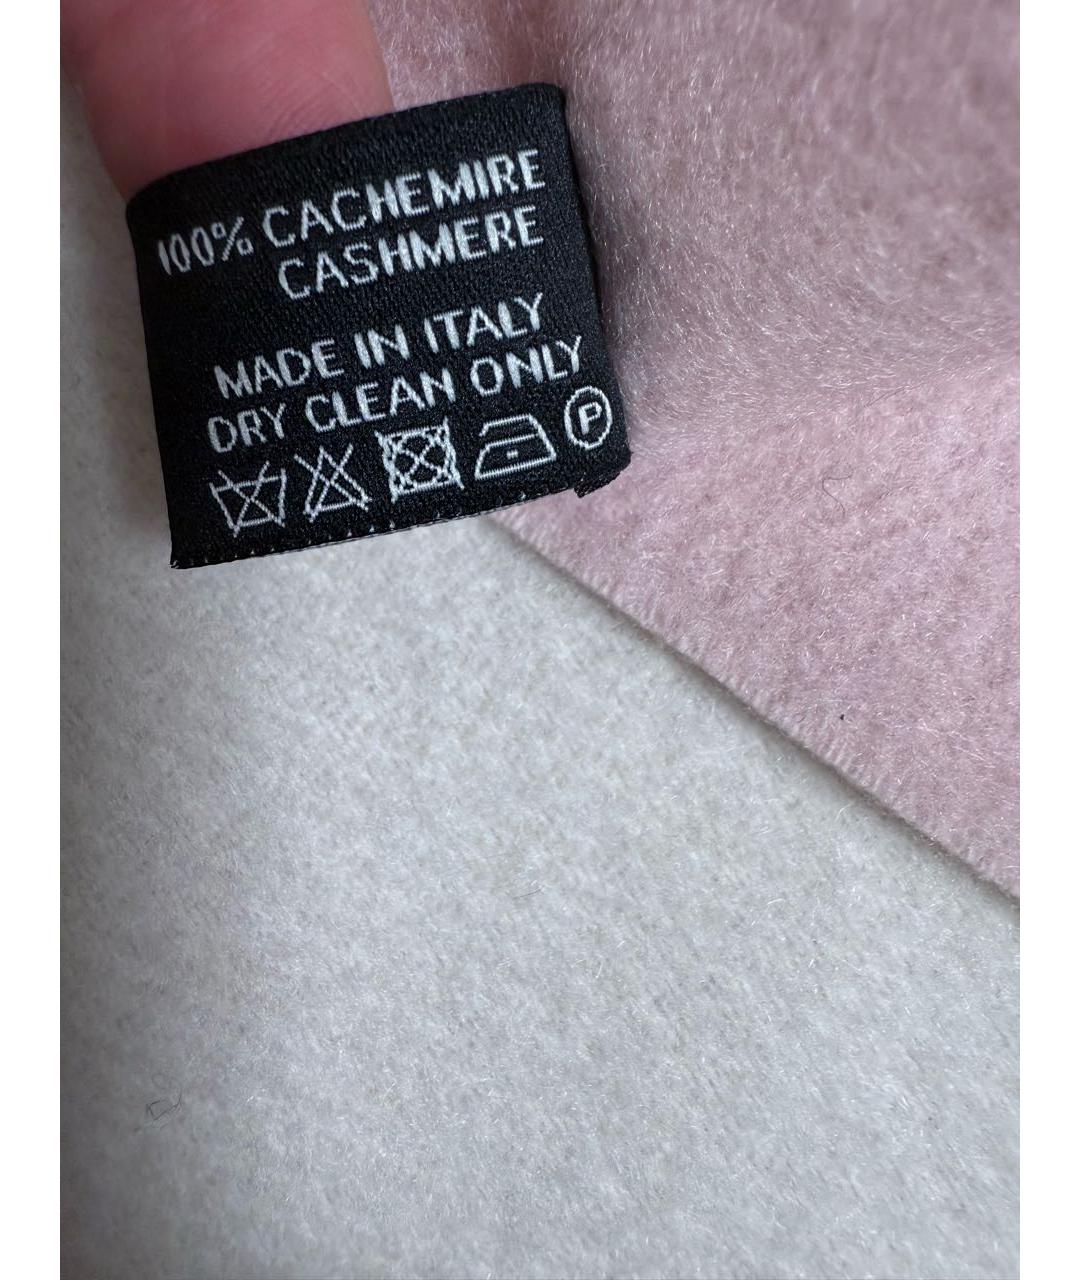 100% CACHEMIRE
CASHMERE
MADE IN ITALY
DRY CLEAN ONLY
P